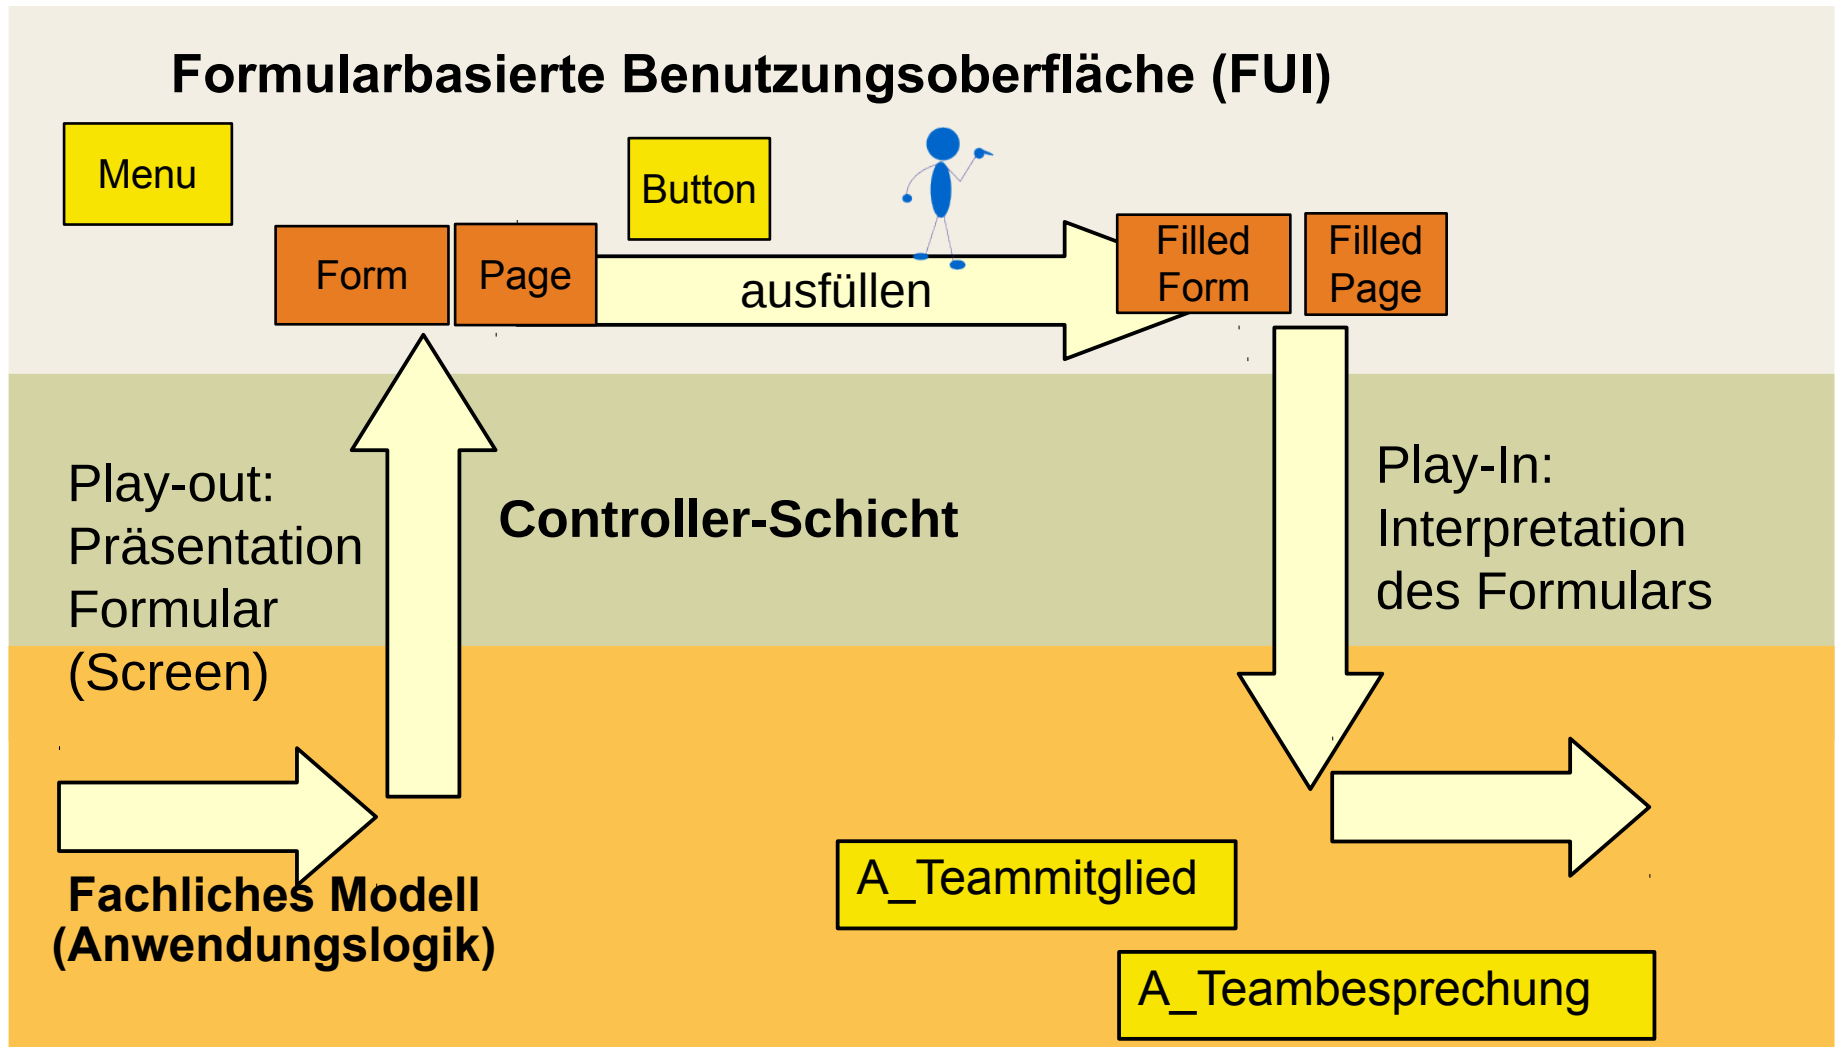 Formularbasierte Benutzungsoberfläche (FUI)
Menu
Button
Form
Page
ausfüllen
Filled
Form
Filled
Page
Play-out:
Präsentation
Formular
(Screen)
Controller-Schicht
Play-In:
Interpretation
des Formulars
Fachliches Modell
(Anwendungslogik)
A_Teammitglied
A_Teambesprechung